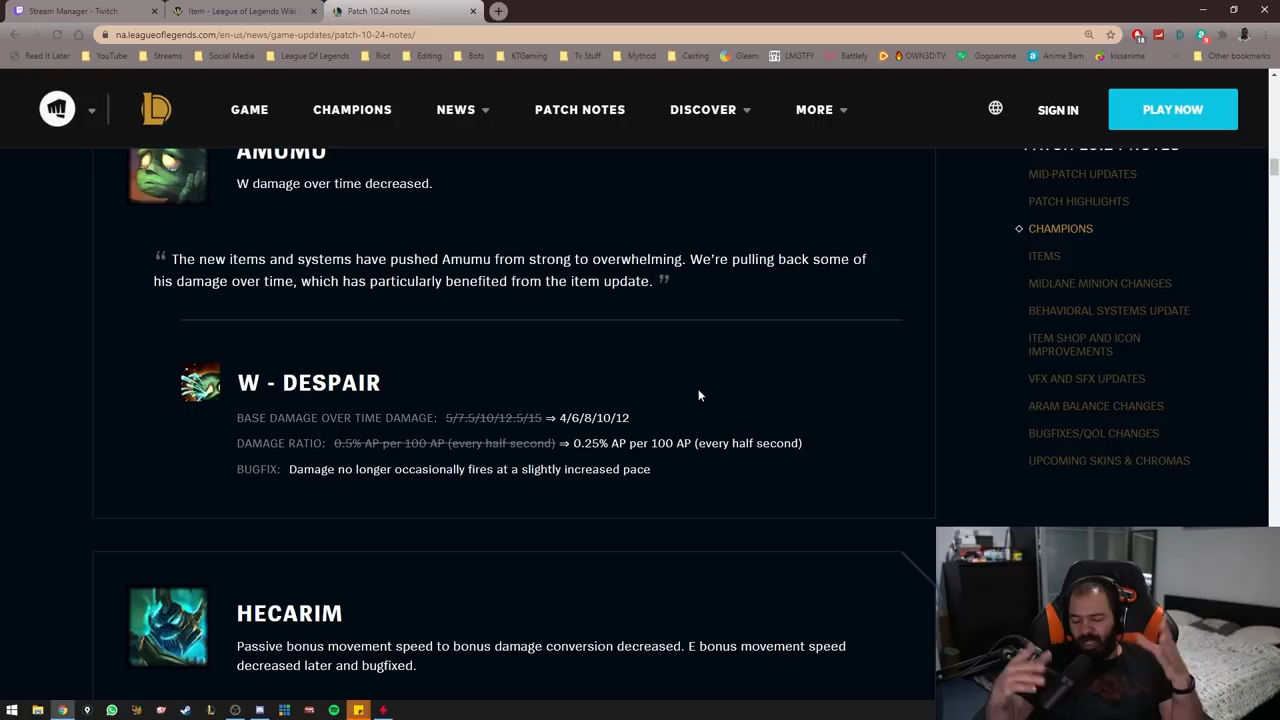 Stream Manager - Twitch
Item - League of Legends Wiki -
Patch 10.24 notes
na.leagueoflegends.com/en-us/news/game-updates/patch-10-24-notes/
Read It Later YouTube Streams Social Media League Of Legends Riot Editing Bots KTGaming Tv Stuff Mythod Casting Gleam LMGTFY Battlefy OWN3D:TV Gogoanime Anime Bam kissanime Other bookmarks
GAME CHAMPIONS NEWS PATCH NOTES DISCOVER MORE SIGN IN PLAY NOW
AMUMU
W damage over time decreased.
“ The new items and systems have pushed Amumu from strong to overwhelming. We’re pulling back some of
his damage over time, which has particularly benefited from the item update. ”
W - DESPAIR
BASE DAMAGE OVER TIME DAMAGE: 5/7.5/10/12.5/15 ⇒ 4/6/8/10/12
DAMAGE RATIO: 0.5% AP per 100 AP (every half second) ⇒ 0.25% AP per 100 AP (every half second)
BUGFIX: Damage no longer occasionally fires at a slightly increased pace
HECARIM
Passive bonus movement speed to bonus damage conversion decreased. E bonus movement speed
decreased later and bugfixed.
MID-PATCH UPDATES
PATCH HIGHLIGHTS
CHAMPIONS
ITEMS
MIDLANE MINION CHANGES
BEHAVIORAL SYSTEMS UPDATE
ITEM SHOP AND ICON
IMPROVEMENTS
VFX AND SFX UPDATES
ARAM BALANCE CHANGES
BUGFIXES/QOL CHANGES
UPCOMING SKINS & CHROMAS